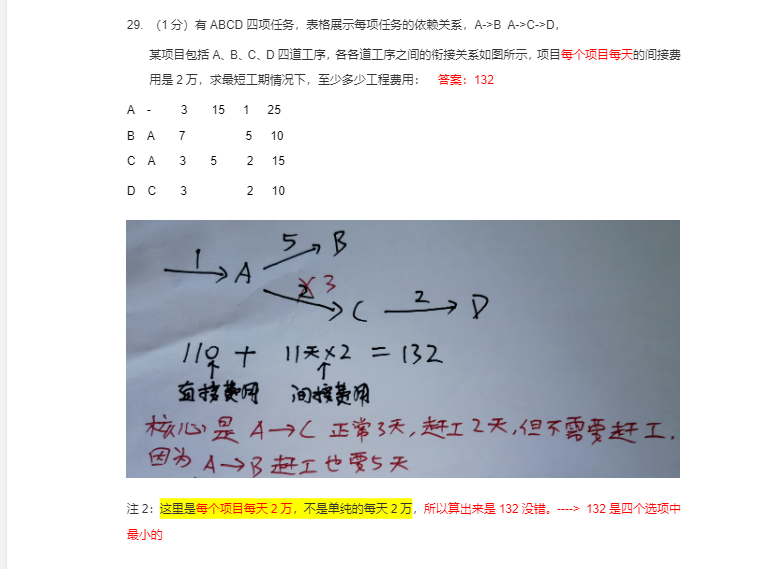 29. （1分）有 ABCD 四项任务，表格展示每项任务的依赖关系，A->B A->C->D，
某项目包括 A、B、C、D 四道工序，各各道工序之间的衔接关系如图所示，项目每个项目每天的间接费
用是 2 万，求最短工期情况下，至少多少工程费用： 答案：132
A - 3 15 1 25
B A 7 5 10
C A 3 5 2 15
D C 3 2 10
1 A 5 B
3 C 2 D
110 + 11天×2 = 132
直接费用 间接费用
核心是 A→C 正常3天，赶工2天，但不需要赶工，
因为 A→B 赶工也要5天
注 2：这里是每个项目每天 2 万，不是单纯的每天 2 万，所以算出来是 132 没错。----> 132 是四个选项中
最小的